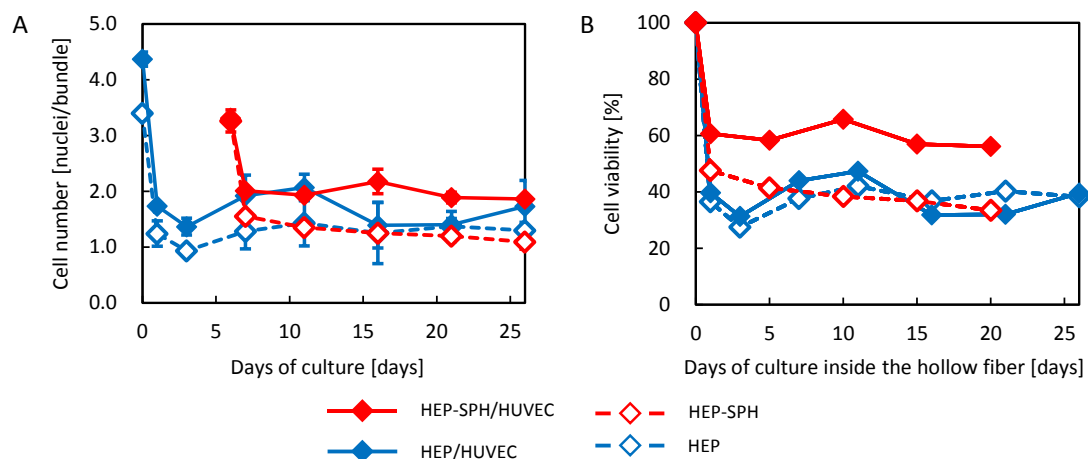 A
Cell number [nuclei/bundle]
5.0
4.0
3.0
2.0
1.0
0.0
0 5 10 15 20 25
Days of culture [days]
B
Cell viability [%]
100
80
60
40
20
0
0 5 10 15 20 25
Days of culture inside the hollow fiber [days]
HEP-SPH/HUVEC
HEP-SPH
HEP/HUVEC
HEP